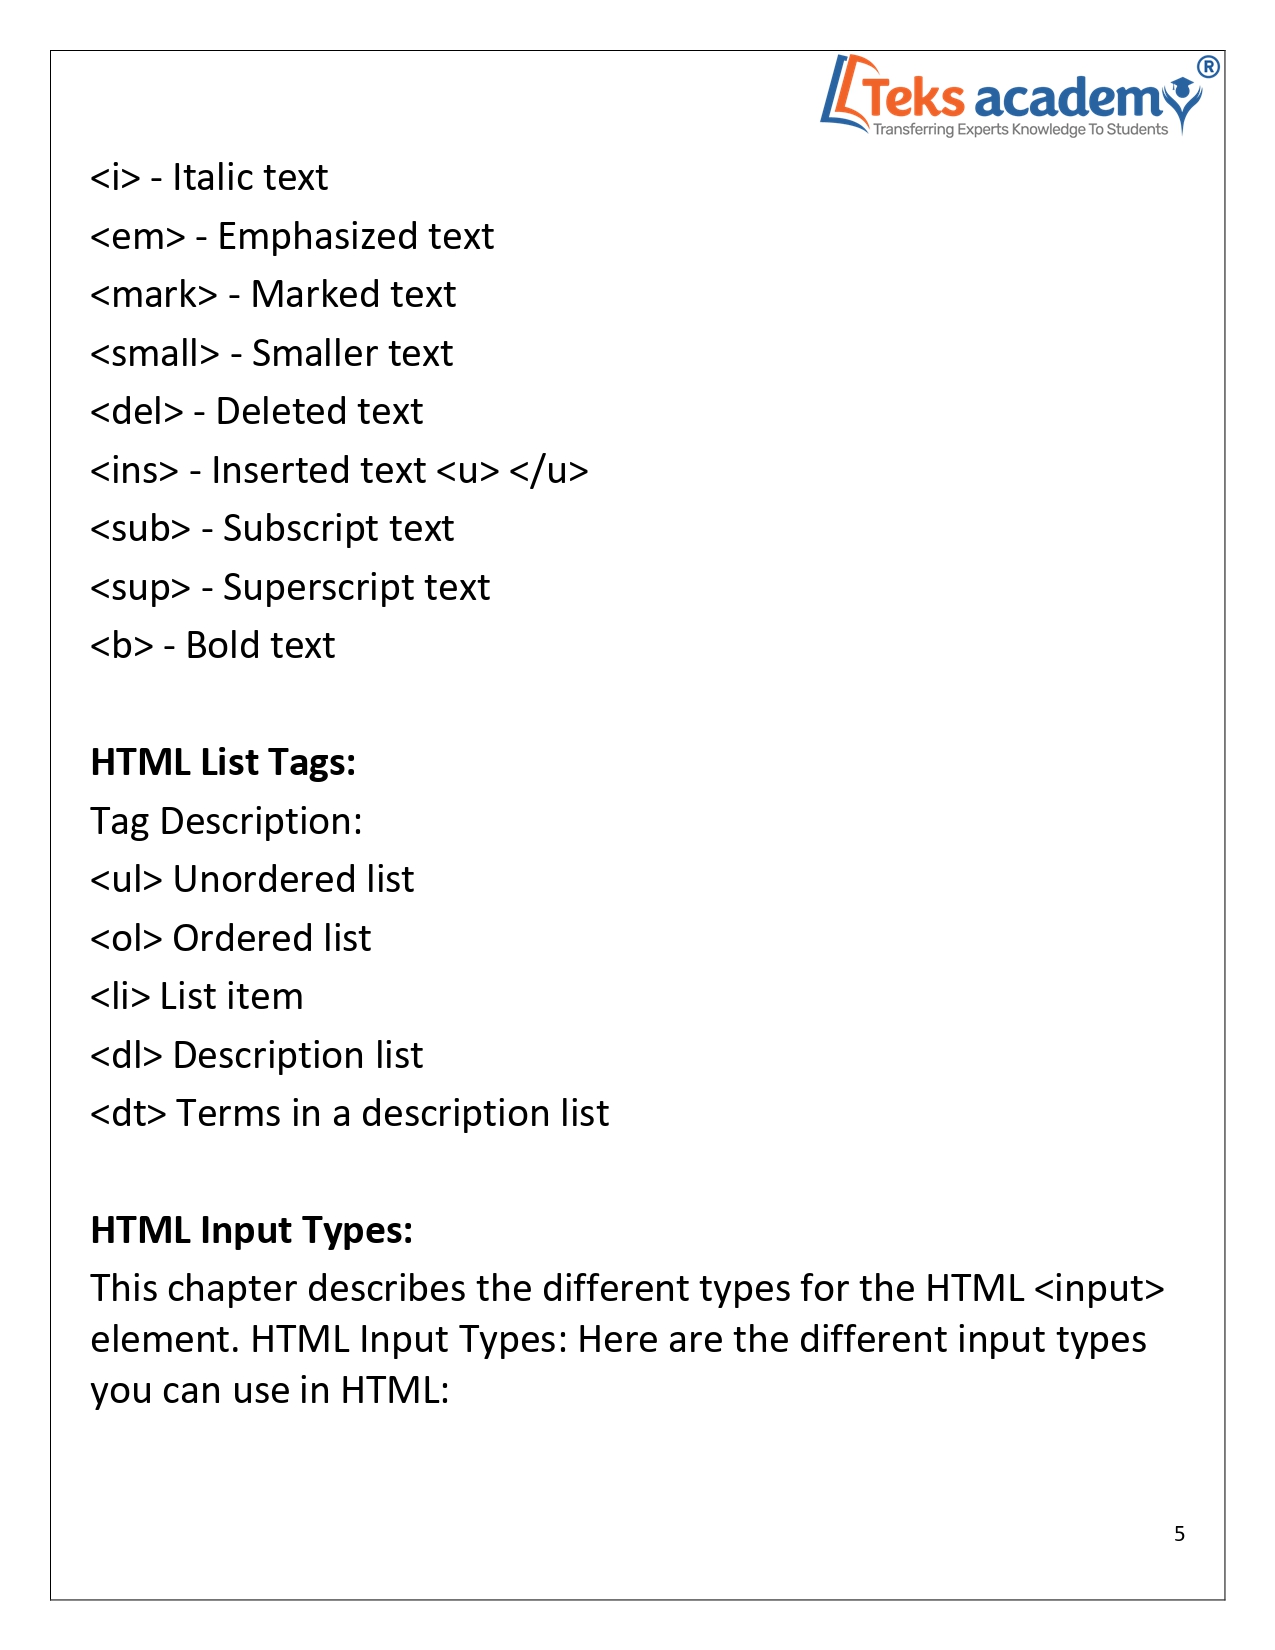 Teks academy ®
Transferring Experts Knowledge To Students
<i> - Italic text
<em> - Emphasized text
<mark> - Marked text
<small> - Smaller text
<del> - Deleted text
<ins> - Inserted text <u> </u>
<sub> - Subscript text
<sup> - Superscript text
<b> - Bold text
HTML List Tags:
Tag Description:
<ul> Unordered list
<ol> Ordered list
<li> List item
<dl> Description list
<dt> Terms in a description list
HTML Input Types:
This chapter describes the different types for the HTML <input>
element. HTML Input Types: Here are the different input types
you can use in HTML:
5